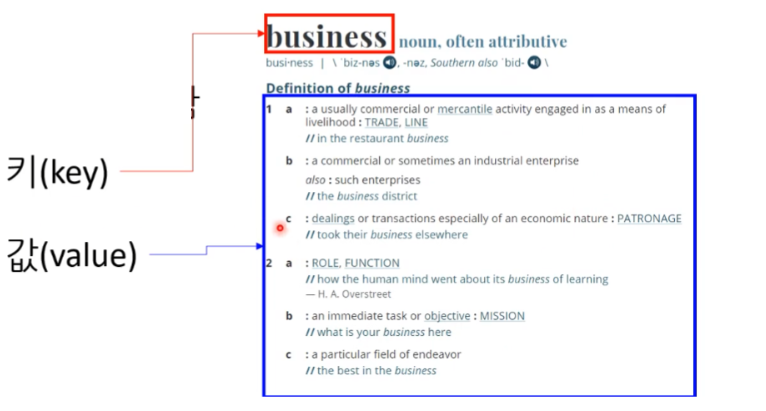 business noun, often attributive
busi·ness | \ ˈbiz-nəs , -nəz, Southern also ˈbid- \
Definition of business
1 a : a usually commercial or mercantile activity engaged in as a means of
livelihood : TRADE, LINE
// in the restaurant business
b : a commercial or sometimes an industrial enterprise
also : such enterprises
// the business district
c : dealings or transactions especially of an economic nature : PATRONAGE
// took their business elsewhere
2 a : ROLE, FUNCTION
// how the human mind went about its business of learning
— H. A. Overstreet
b : an immediate task or objective : MISSION
// what is your business here
c : a particular field of endeavor
// the best in the business
키(key)
값(value)